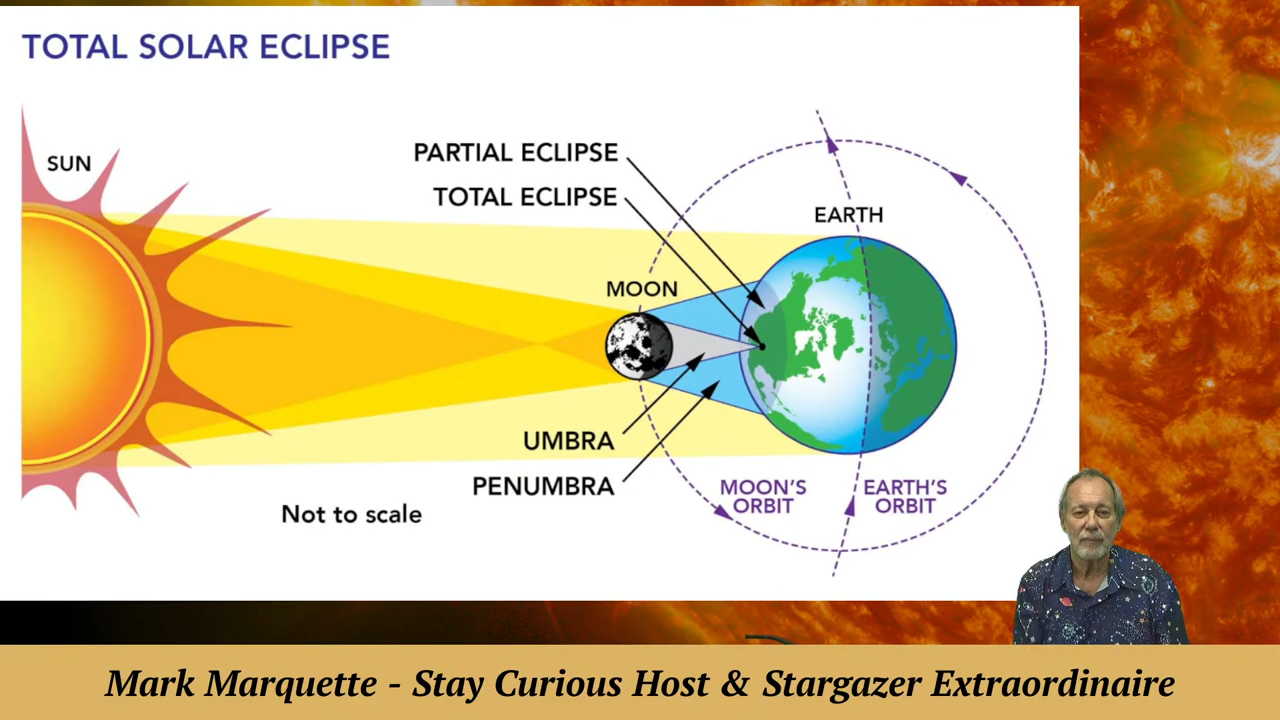 TOTAL SOLAR ECLIPSE
SUN
PARTIAL ECLIPSE
TOTAL ECLIPSE
EARTH
MOON
UMBRA
PENUMBRA
MOON'S
ORBIT
EARTH'S
ORBIT
Not to scale
Mark Marquette - Stay Curious Host & Stargazer Extraordinaire